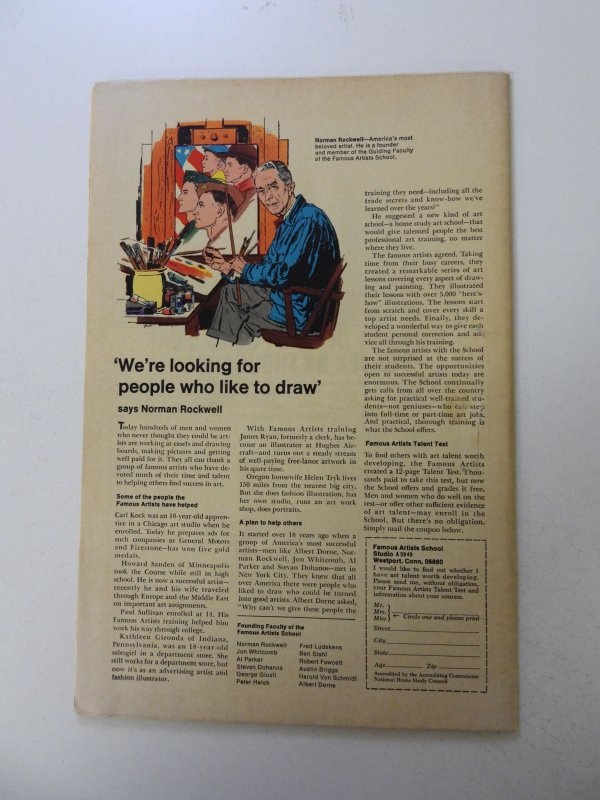 Norman Rockwell—America's most
beloved artist. He is a founder
and member of the Guiding Faculty
of the Famous Artists School.
'We're looking for
people who like to draw'
says Norman Rockwell
Today hundreds of men and women
who never thought they could be art-
ists are working at easels and drawing
boards, making pictures and getting
well paid for it. They all can thank a
group of famous artists who have de-
voted much of their time and talent
to helping others find success in art.
Some of the people the
Famous Artists have helped
Carl Kock was an 18-year-old appren-
tice in a Chicago art studio when he
enrolled. Today he prepares ads for
such companies as General Motors
and Firestone—has won five gold
medals.
Howard Sanden of Minneapolis
took the Course while still in high
school. He is now a successful artist—
recently he and his wife traveled
through Europe and the Middle East
on important art assignments.
Paul Sullivan enrolled at 14. His
Famous Artists training helped him
work his way through college.
Kathleen Gironda of Indiana,
Pennsylvania, was an 18-year-old
salesgirl in a department store. She
still works for a department store, but
now it's as an advertising artist and
fashion illustrator.
With Famous Artists training
James Ryan, formerly a clerk, has be-
come an illustrator at Hughes Air-
craft—and turns out a steady stream
of well-paying free-lance artwork in
his spare time.
Oregon housewife Helen Tryk lives
150 miles from the nearest big city.
But she does fashion illustration, has
her own studio, runs an art work
shop, does portraits.
A plan to help others
It started over 18 years ago when a
group of America's most successful
artists—men like Albert Dorne, Nor-
man Rockwell, Jon Whitcomb, Al
Parker and Stevan Dohanos—met in
New York City. They knew that all
over America there were people who
liked to draw who could be turned
into good artists. Albert Dorne asked,
"Why can't we give these people the
Founding Faculty of the
Famous Artists School
Norman Rockwell
Jon Whitcomb
Al Parker
Stevan Dohanos
George Giusti
Peter Helck
Fred Ludekens
Ben Stahl
Robert Fawcett
Austin Briggs
Harold Von Schmidt
Albert Dorne
training they need—including all the
trade secrets and know-how we've
learned over the years?"
He suggested a new kind of art
school—a home study art school—that
would give talented people the best
professional art training, no matter
where they live.
The famous artists agreed. Taking
time from their busy careers, they
created a remarkable series of art
lessons covering every aspect of draw-
ing and painting. They illustrated
their lessons with over 5,000 "here's-
how" illustrations. The lessons start
from scratch and cover every skill a
top artist needs. Finally, they de-
veloped a wonderful way to give each
student personal correction and ad-
vice all through his training.
The famous artists with the School
are not surprised at the success of
their students. The opportunities
open to successful artists today are
enormous. The School continually
gets calls from all over the country
asking for practical well-trained stu-
dents—not geniuses—who can step
into full-time or part-time art jobs.
And practical, thorough training is
what the School offers.
Famous Artists Talent Test
To find others with art talent worth
developing, the Famous Artists
created a 12-page Talent Test. Thou-
sands paid to take this test, but now
the School offers and grades it free.
Men and women who do well on the
test—or offer other sufficient evidence
of art talent—may enroll in the
School. But there's no obligation.
Simply mail the coupon below.
Famous Artists School
Studio
Westport, Conn. 06880
I would like to find out whether I
have art talent worth developing.
Please send me, without obligation,
your Famous Artists Talent Test and
information about your courses.
Mr.
Mrs.
Miss
← Circle one and please print
Street
City
State
Age Zip
Accredited by the Accrediting Commission
National Home Study Council